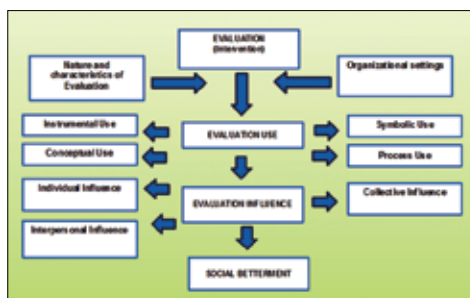 EVALUATION
(Intervention)
Nature and
characteristics of
Evaluation
Organizational settings
Instrumental Use
EVALUATION USE
Symbolic Use
Conceptual Use
Process Use
Individual Influence
EVALUATION INFLUENCE
Collective Influence
Interpersonal Influence
SOCIAL BETTERMENT